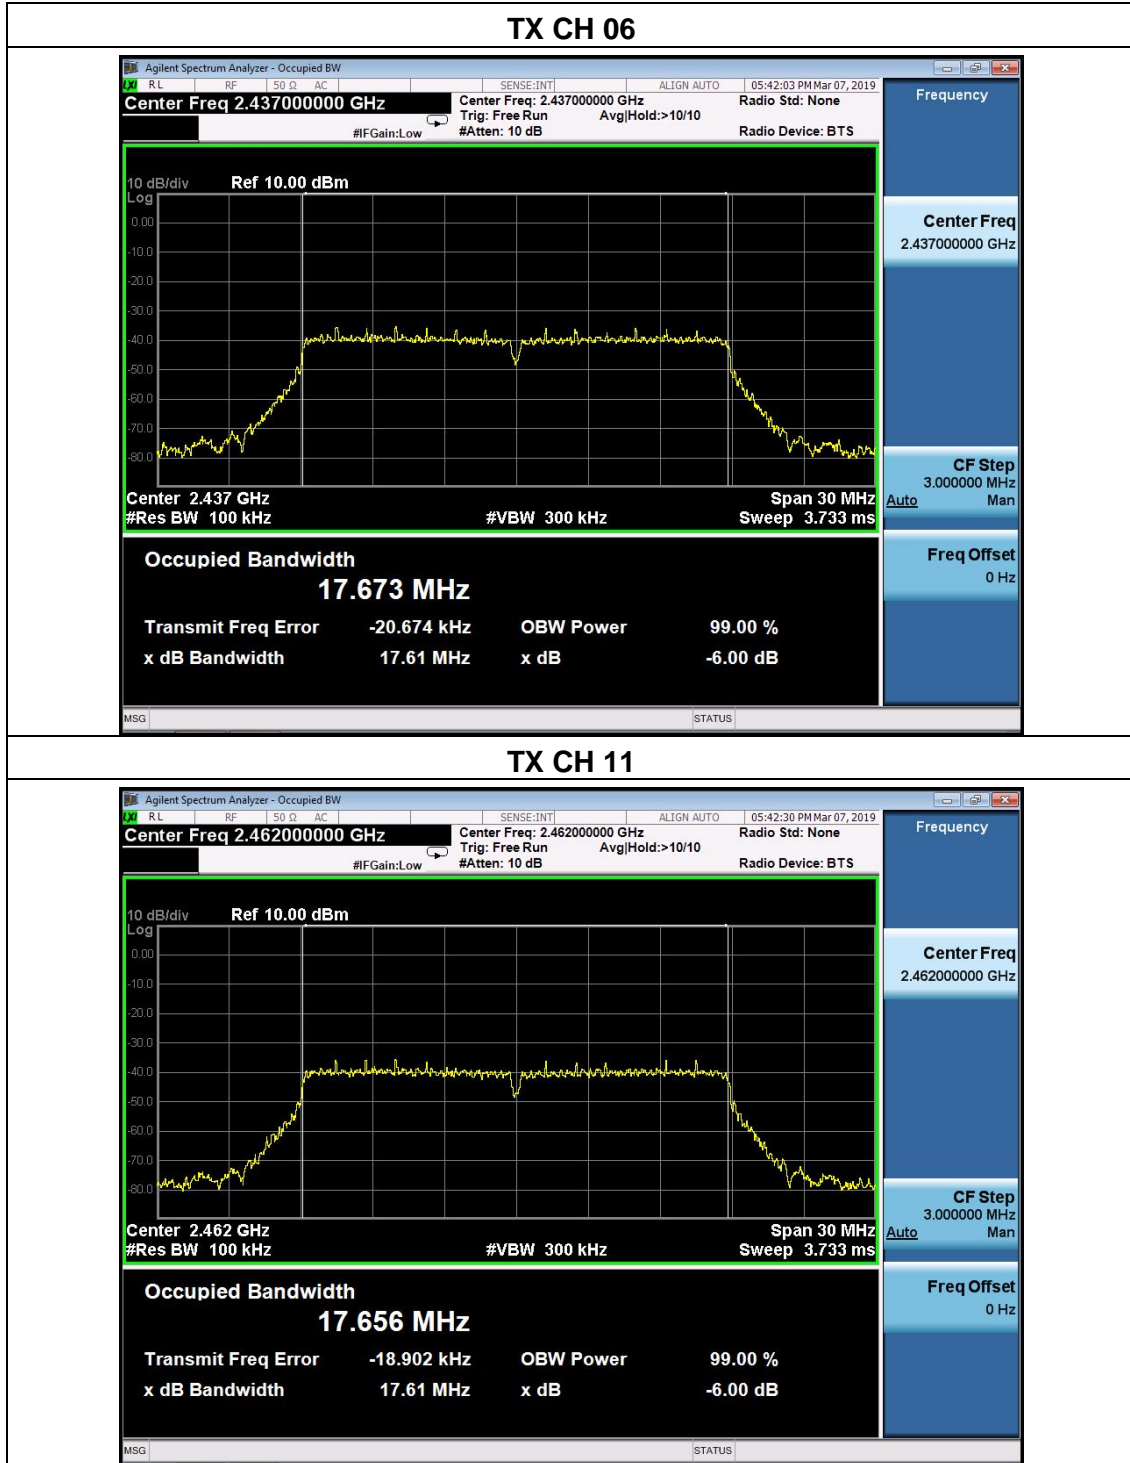 TX CH 06
Agilent Spectrum Analyzer - Occupied BW
LXI RL RF 50 Ω AC SENSE:INT ALIGN AUTO 05:42:03 PM Mar 07, 2019
Center Freq 2.437000000 GHz
Center Freq: 2.437000000 GHz
Radio Std: None
Trig: Free Run Avg|Hold:>10/10
#IFGain:Low #Atten: 10 dB Radio Device: BTS
Frequency
10 dB/div Ref 10.00 dBm
Log
0.00
-10.0
-20.0
-30.0
-40.0
-50.0
-60.0
-70.0
-80.0
Center Freq
2.437000000 GHz
CF Step
3.000000 MHz
Auto Man
Freq Offset
0 Hz
Center 2.437 GHz Span 30 MHz
#Res BW 100 kHz #VBW 300 kHz Sweep 3.733 ms
Occupied Bandwidth
17.673 MHz
Transmit Freq Error -20.674 kHz OBW Power 99.00 %
x dB Bandwidth 17.61 MHz x dB -6.00 dB
MSG STATUS
TX CH 11
Agilent Spectrum Analyzer - Occupied BW
LXI RL RF 50 Ω AC SENSE:INT ALIGN AUTO 05:42:30 PM Mar 07, 2019
Center Freq 2.462000000 GHz
Center Freq: 2.462000000 GHz
Radio Std: None
Trig: Free Run Avg|Hold:>10/10
#IFGain:Low #Atten: 10 dB Radio Device: BTS
Frequency
10 dB/div Ref 10.00 dBm
Log
0.00
-10.0
-20.0
-30.0
-40.0
-50.0
-60.0
-70.0
-80.0
Center Freq
2.462000000 GHz
CF Step
3.000000 MHz
Auto Man
Freq Offset
0 Hz
Center 2.462 GHz Span 30 MHz
#Res BW 100 kHz #VBW 300 kHz Sweep 3.733 ms
Occupied Bandwidth
17.656 MHz
Transmit Freq Error -18.902 kHz OBW Power 99.00 %
x dB Bandwidth 17.61 MHz x dB -6.00 dB
MSG STATUS